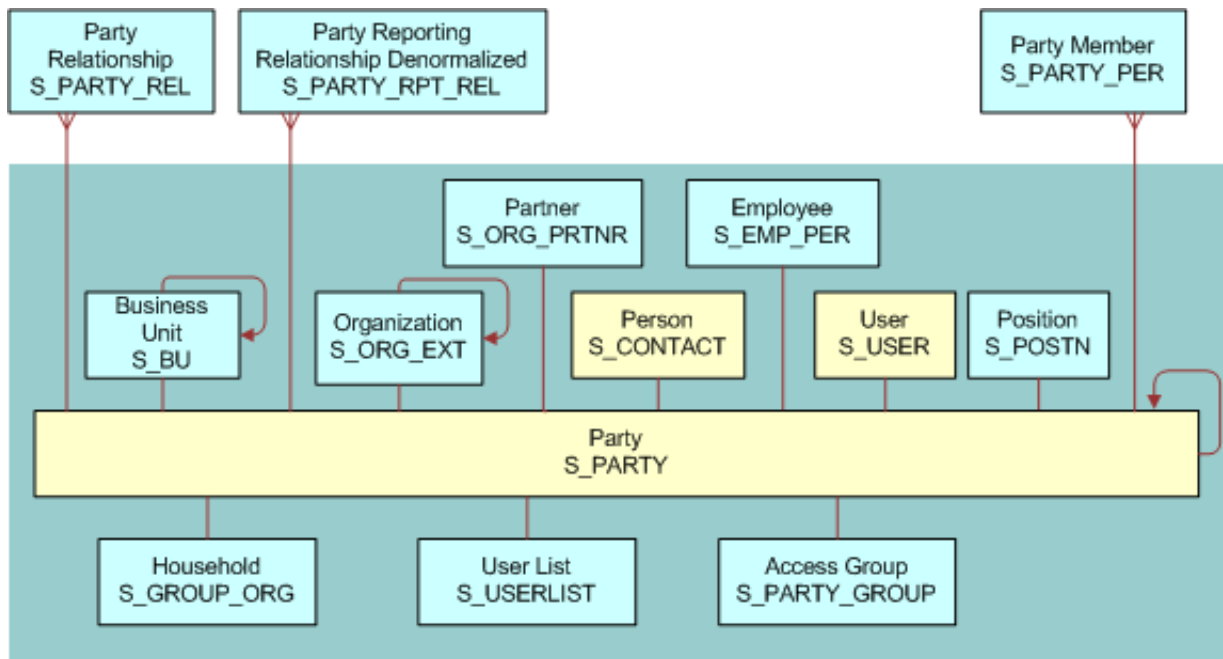 Party
Relationship
S_PARTY_REL
Party Reporting
Relationship Denormalized
S_PARTY_RPT_REL
Party Member
S_PARTY_PER
Partner
S_ORG_PRTNR
Employee
S_EMP_PER
Business
Unit
S_BU
Organization
S_ORG_EXT
Person
S_CONTACT
User
S_USER
Position
S_POSTN
Party
S_PARTY
Household
S_GROUP_ORG
User List
S_USERLIST
Access Group
S_PARTY_GROUP